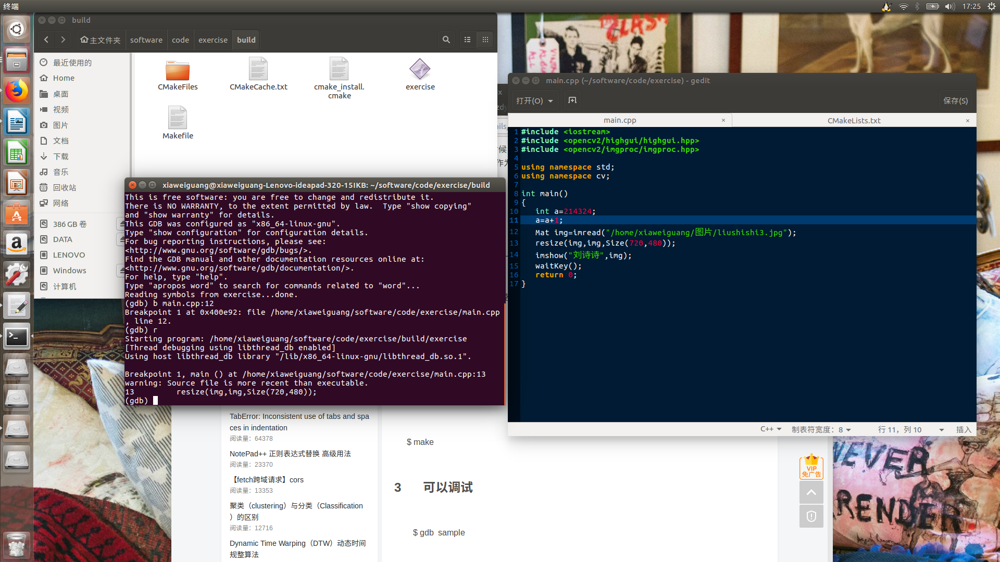 终端
17:25
build
主文件夹 software code exercise build
最近使用的
Home
桌面
视频
图片
文档
下载
音乐
回收站
网络
386 GB 卷
DATA
LENOVO
Windows
计算机
CMakeFiles
CMakeCache.txt
cmake_install.
cmake
exercise
Makefile
xiaweiguang@xiaweiguang-Lenovo-ideapad-320-15IKB: ~/software/code/exercise/build
This is free software: you are free to change and redistribute it.
There is NO WARRANTY, to the extent permitted by law.  Type "show copying"
and "show warranty" for details.
This GDB was configured as "x86_64-linux-gnu".
Type "show configuration" for configuration details.
For bug reporting instructions, please see:
<http://www.gnu.org/software/gdb/bugs/>.
Find the GDB manual and other documentation resources online at:
<http://www.gnu.org/software/gdb/documentation/>.
For help, type "help".
Type "apropos word" to search for commands related to "word"...
Reading symbols from exercise...done.
(gdb) b main.cpp:12
Breakpoint 1 at 0x400e92: file /home/xiaweiguang/software/code/exercise/main.cpp
, line 12.
(gdb) r
Starting program: /home/xiaweiguang/software/code/exercise/build/exercise
[Thread debugging using libthread_db enabled]
Using host libthread_db library "/lib/x86_64-linux-gnu/libthread_db.so.1".
Breakpoint 1, main () at /home/xiaweiguang/software/code/exercise/main.cpp:13
warning: Source file is more recent than executable.
13         resize(img,img,Size(720,480));
(gdb)
main.cpp (~/software/code/exercise) - gedit
打开(O)
保存(S)
main.cpp ×
CMakeLists.txt ×
1 #include <iostream>
2 #include <opencv2/highgui/highgui.hpp>
3 #include <opencv2/imgproc/imgproc.hpp>
4
5 using namespace std;
6 using namespace cv;
7
8 int main()
9 {
10    int a=214324;
11    a=a+1;
12    Mat img=imread("/home/xiaweiguang/图片/liushishi3.jpg");
13    resize(img,img,Size(720,480));
14    imshow("刘诗诗",img);
15    waitKey();
16    return 0;
17 }
C++
制表符宽度：8
行 11，列 10
插入
TabError: Inconsistent use of tabs and spa
ces in indentation
阅读量：64378
NotePad++ 正则表达式替换 高级用法
阅读量：23370
【fetch跨域请求】cors
阅读量：13353
聚类（clustering）与分类（Classification
）的区别
阅读量：12716
Dynamic Time Warping（DTW）动态时间
规整算法
$ make
3 可以调试
$ gdb sample
VIP
免广告
THE
CLASH
NEVER
RENDER